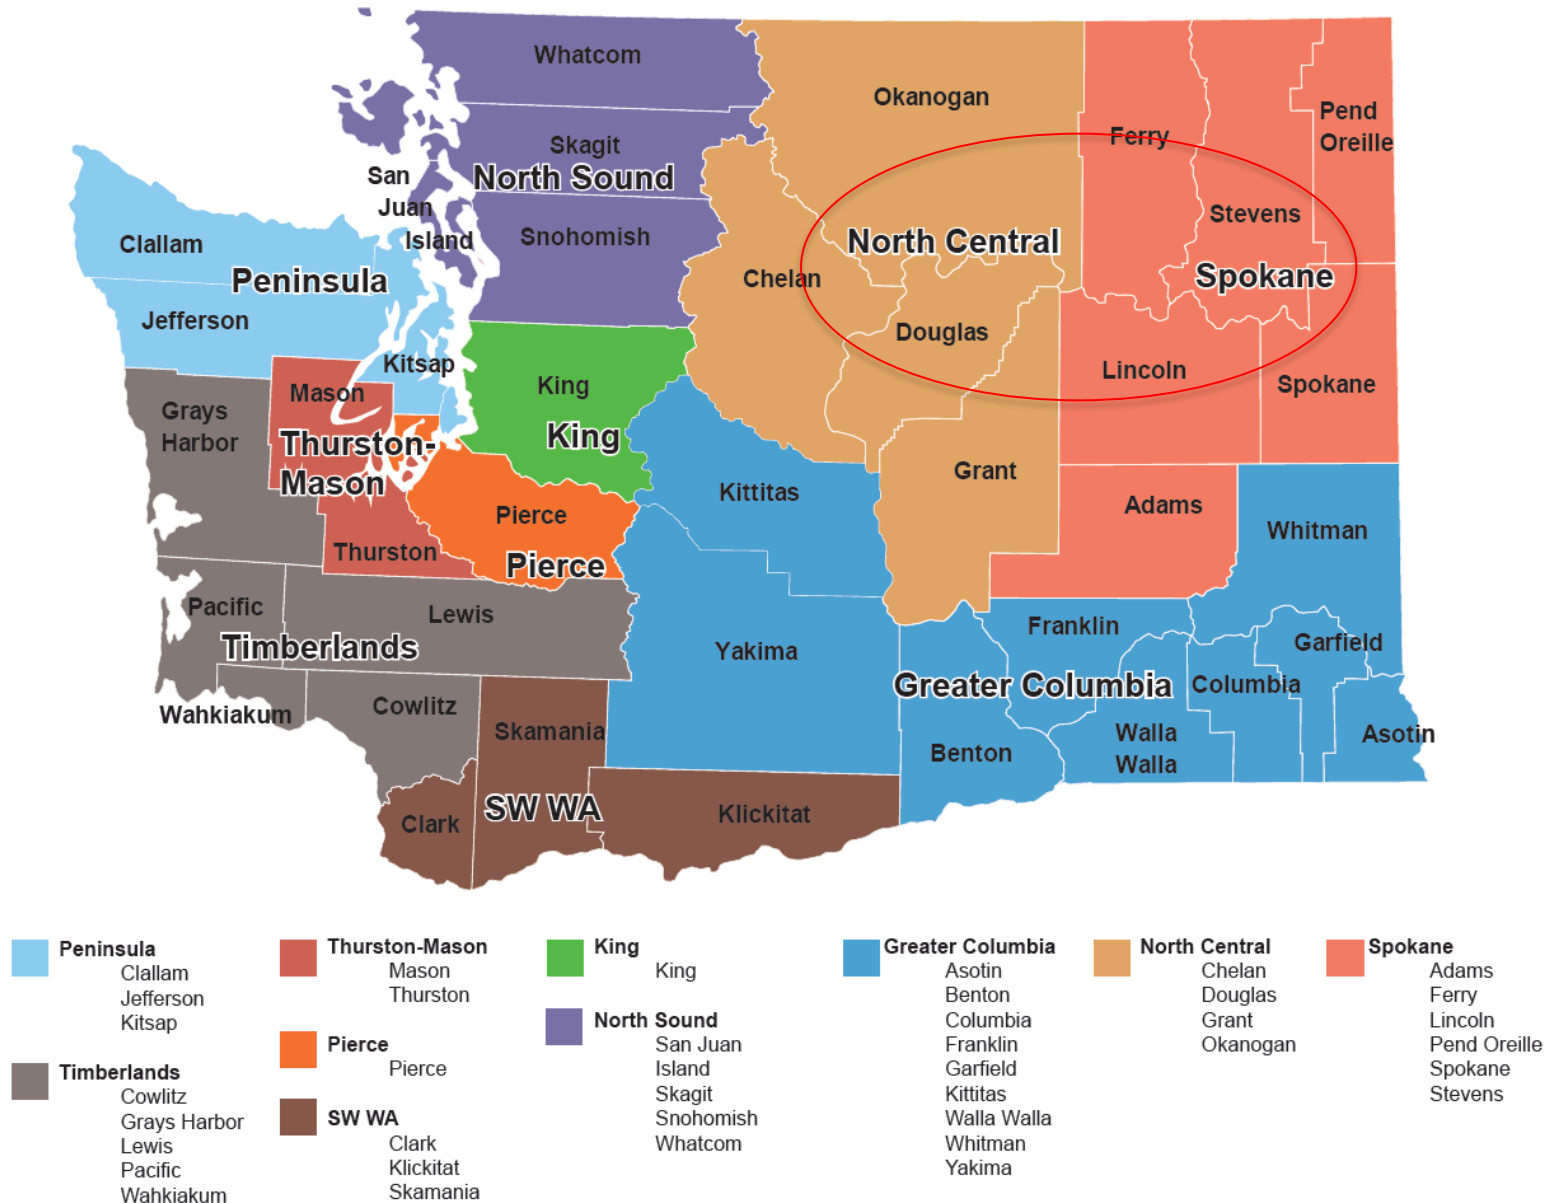 Whatcom
Okanogan
Pend
Oreille
Ferry
Skagit
San
North Sound
Juan
Stevens
Island
Snohomish
Clallam
North Central
Peninsula
Chelan
Spokane
Jefferson
Douglas
Kitsap
Lincoln
King
Spokane
Mason
Grays
Harbor
King
Thurston-
Mason
Grant
Kittitas
Adams
Pierce
Whitman
Thurston
Pierce
Pacific
Lewis
Franklin
Timberlands
Yakima
Garfield
Greater Columbia
Columbia
Wahkiakum
Cowlitz
Skamania
Walla
Walla
Asotin
Benton
SW WA
Clark
Klickitat
Peninsula
Clallam
Jefferson
Kitsap
Timberlands
Cowlitz
Grays Harbor
Lewis
Pacific
Wahkiakum
Thurston-Mason
Mason
Thurston
Pierce
Pierce
SW WA
Clark
Klickitat
Skamania
King
King
North Sound
San Juan
Island
Skagit
Snohomish
Whatcom
Greater Columbia
Asotin
Benton
Columbia
Franklin
Garfield
Kittitas
Walla Walla
Whitman
Yakima
North Central
Chelan
Douglas
Grant
Okanogan
Spokane
Adams
Ferry
Lincoln
Pend Oreille
Spokane
Stevens